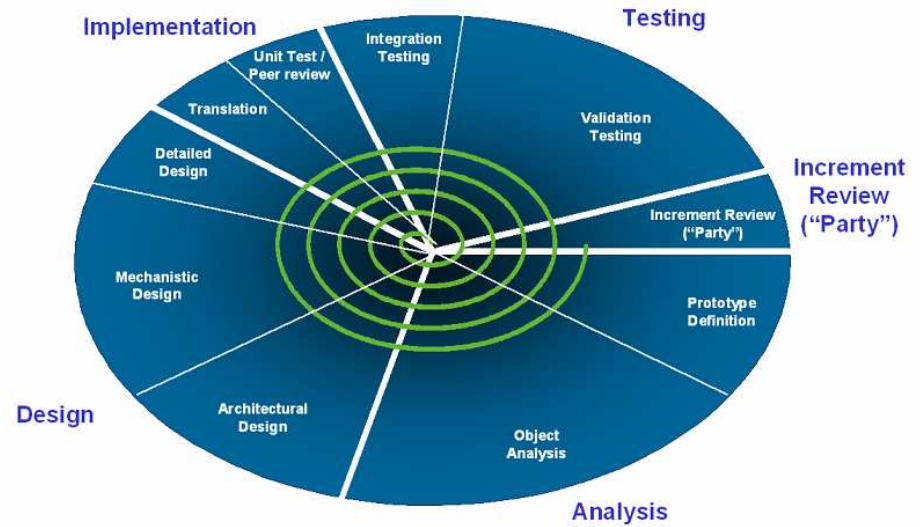 Implementation
Testing
Unit Test /
Peer review
Integration
Testing
Translation
Validation
Testing
Detailed
Design
Increment
Review
(“Party”)
Increment Review
(“Party”)
Mechanistic
Design
Prototype
Definition
Design
Architectural
Design
Object
Analysis
Analysis